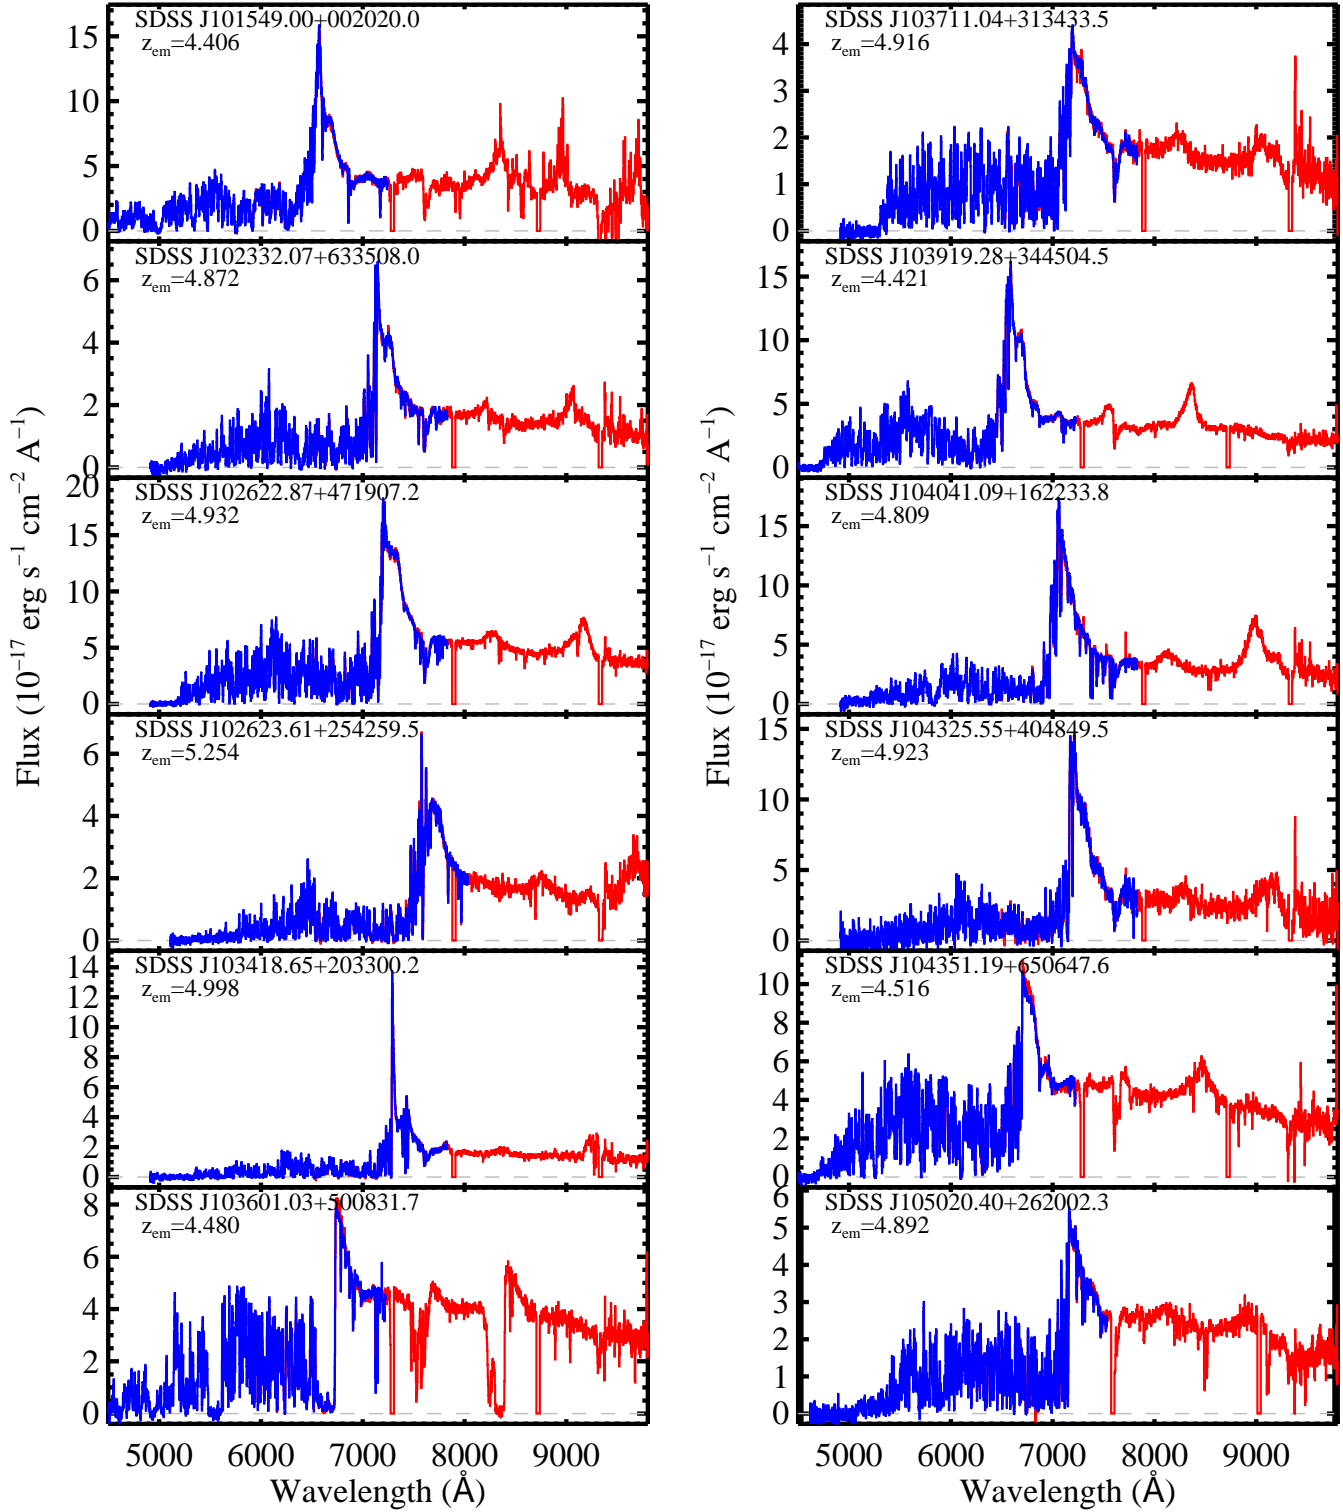 SDSS J101549.00+002020.0
z_em=4.406
15
10
5
0
SDSS J102332.07+633508.0
z_em=4.872
6
4
2
0
SDSS J102622.87+471907.2
z_em=4.932
20
15
10
5
0
SDSS J102623.61+254259.5
z_em=5.254
6
4
2
0
SDSS J103418.65+203300.2
z_em=4.998
14
12
10
8
6
4
2
0
SDSS J103601.03+500831.7
z_em=4.480
8
6
4
2
0
5000 6000 7000 8000 9000
Wavelength (Å)
Flux (10⁻¹⁷ erg s⁻¹ cm⁻² A⁻¹)
SDSS J103711.04+313433.5
z_em=4.916
4
3
2
1
0
SDSS J103919.28+344504.5
z_em=4.421
15
10
5
0
SDSS J104041.09+162233.8
z_em=4.809
15
10
5
0
SDSS J104325.55+404849.5
z_em=4.923
15
10
5
0
SDSS J104351.19+650647.6
z_em=4.516
10
8
6
4
2
0
SDSS J105020.40+262002.3
z_em=4.892
6
5
4
3
2
1
0
5000 6000 7000 8000 9000
Wavelength (Å)
Flux (10⁻¹⁷ erg s⁻¹ cm⁻² A⁻¹)